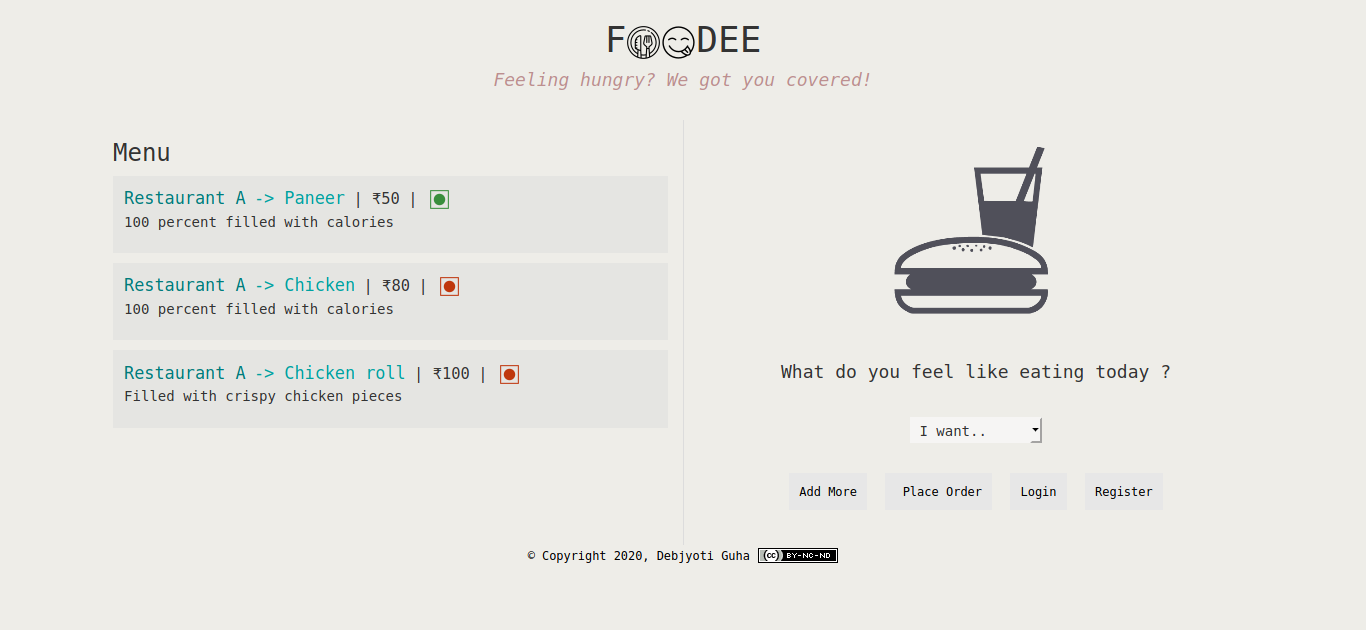 FOODEE
Feeling hungry? We got you covered!
Menu
Restaurant A -> Paneer | ₹50 |
100 percent filled with calories
Restaurant A -> Chicken | ₹80 |
100 percent filled with calories
Restaurant A -> Chicken roll | ₹100 |
Filled with crispy chicken pieces
What do you feel like eating today ?
I want..
Add More Place Order Login Register
© Copyright 2020, Debjyoti Guha cc BY-NC-ND